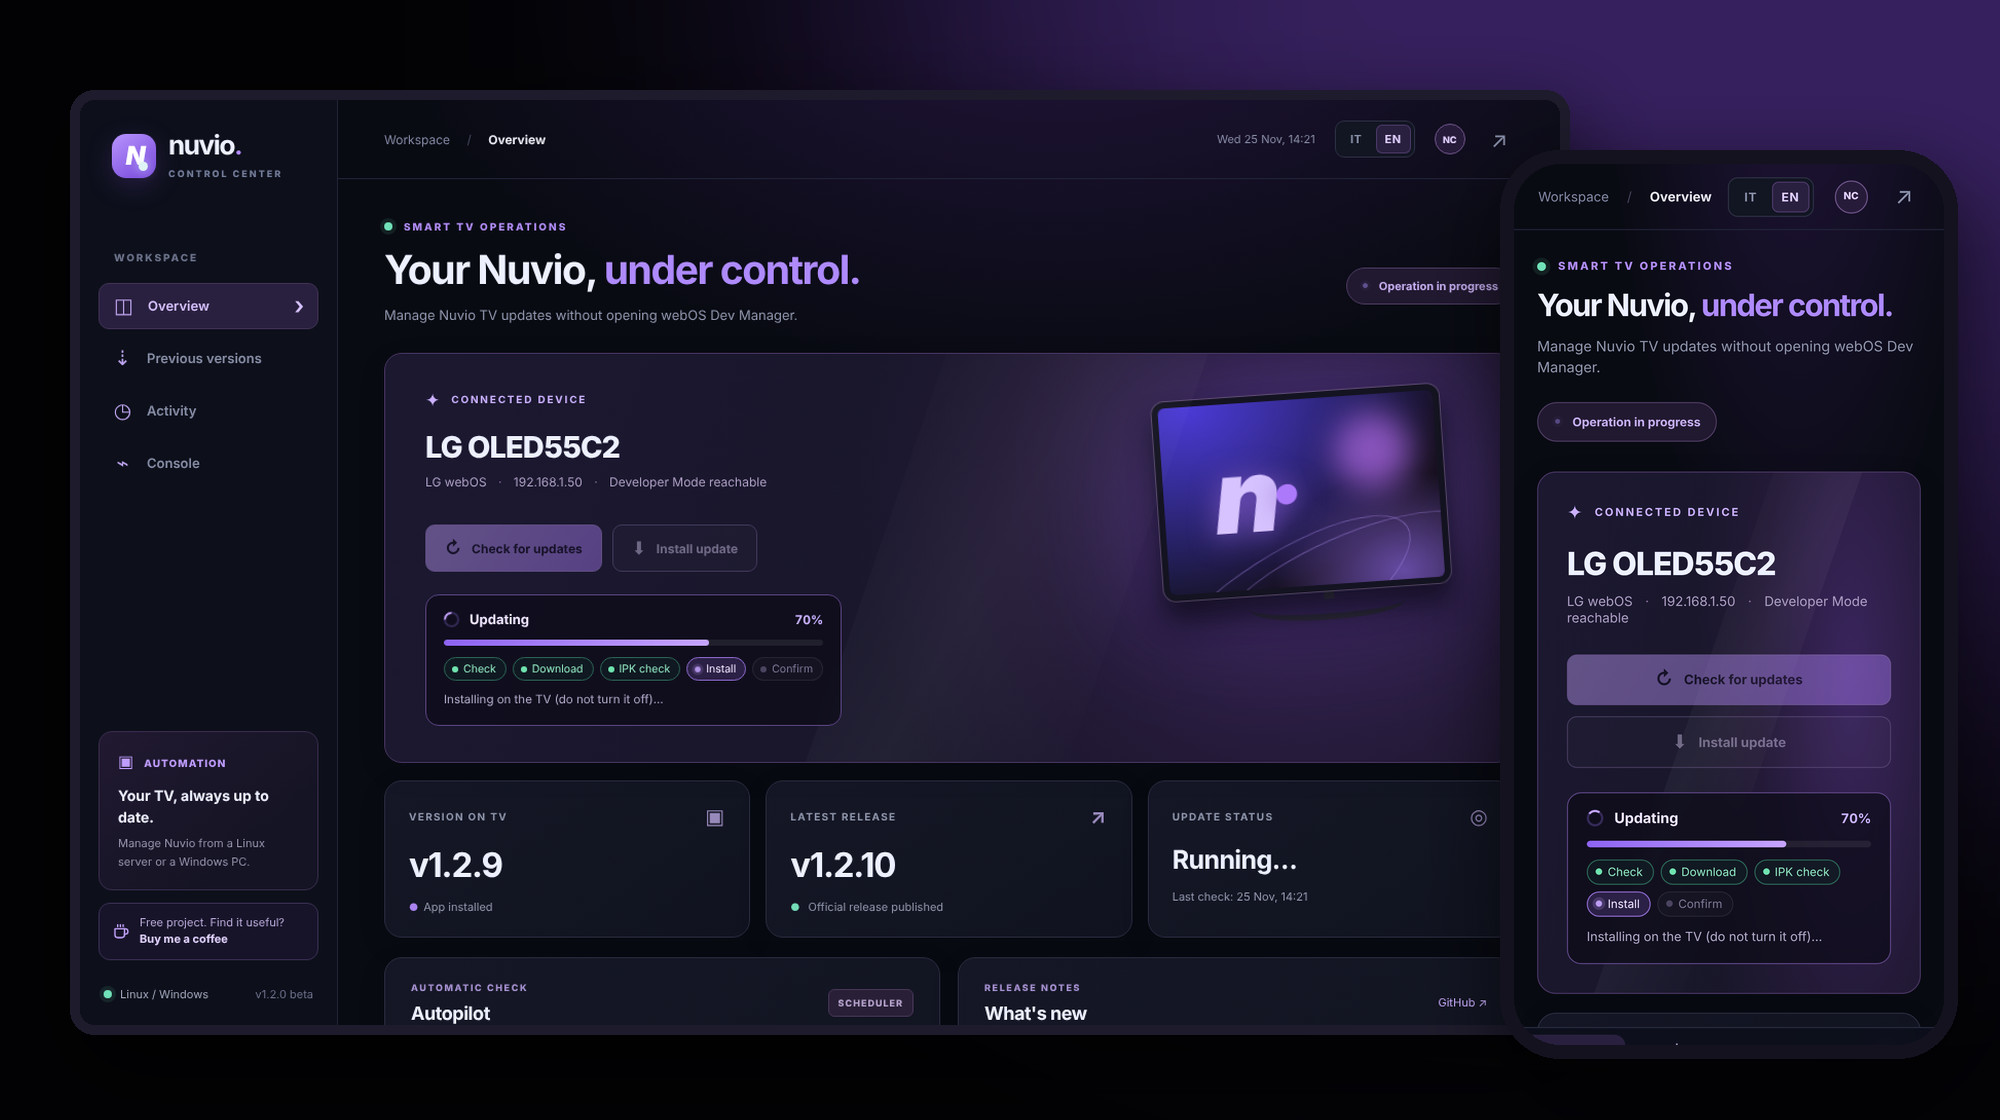 nuvio.
CONTROL CENTER
WORKSPACE
Overview
Previous versions
Activity
Console
AUTOMATION
Your TV, always up to
date.
Manage Nuvio from a Linux
server or a Windows PC.
Free project. Find it useful?
Buy me a coffee
Linux / Windows v1.2.0 beta
Workspace / Overview
Wed 25 Nov, 14:21 IT EN NC
SMART TV OPERATIONS
Your Nuvio, under control.
Manage Nuvio TV updates without opening webOS Dev Manager.
Operation in progress
CONNECTED DEVICE
LG OLED55C2
LG webOS · 192.168.1.50 · Developer Mode reachable
Check for updates Install update
Updating 70%
Check Download IPK check Install Confirm
Installing on the TV (do not turn it off)...
n
VERSION ON TV
v1.2.9
App installed
LATEST RELEASE
v1.2.10
Official release published
UPDATE STATUS
Running...
Last check: 25 Nov, 14:21
AUTOMATIC CHECK
Autopilot
SCHEDULER
RELEASE NOTES
What's new
GitHub ↗
Workspace / Overview IT EN NC
SMART TV OPERATIONS
Your Nuvio, under control.
Manage Nuvio TV updates without opening webOS Dev
Manager.
Operation in progress
CONNECTED DEVICE
LG OLED55C2
LG webOS · 192.168.1.50 · Developer Mode
reachable
Check for updates
Install update
Updating 70%
Check Download IPK check
Install Confirm
Installing on the TV (do not turn it off)...